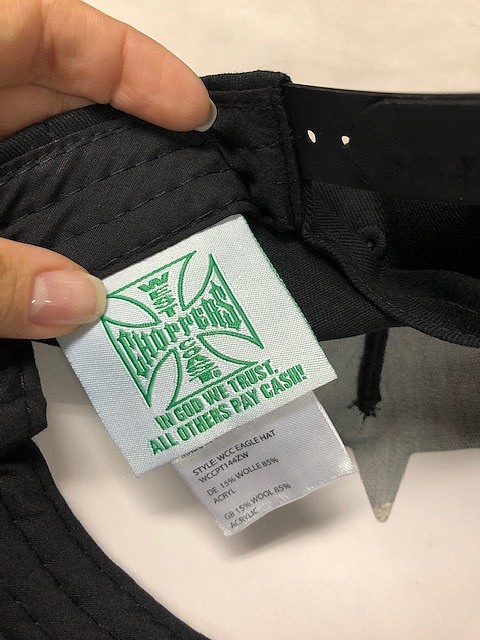 WEST
CHOPPERS
COAST®
IN GOD WE TRUST,
ALL OTHERS PAY CASH!
STYLE: WCC EAGLE HAT
WCCPT144ZW
DE 15% WOLLE 85%
ACRYL
GB 15% WOOL 85%
ACRYLIC